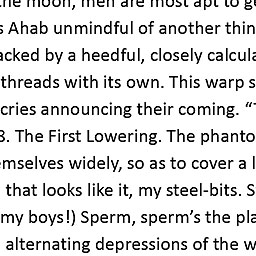 the moon, men are most apt to g
s Ahab unmindful of another thin
acked by a heedful, closely calcula
threads with its own. This warp s
cries announcing their coming. “
8. The First Lowering. The phanto
emselves widely, so as to cover a l
that looks like it, my steel-bits. S
my boys!) Sperm, sperm’s the pla
alternating depressions of the w